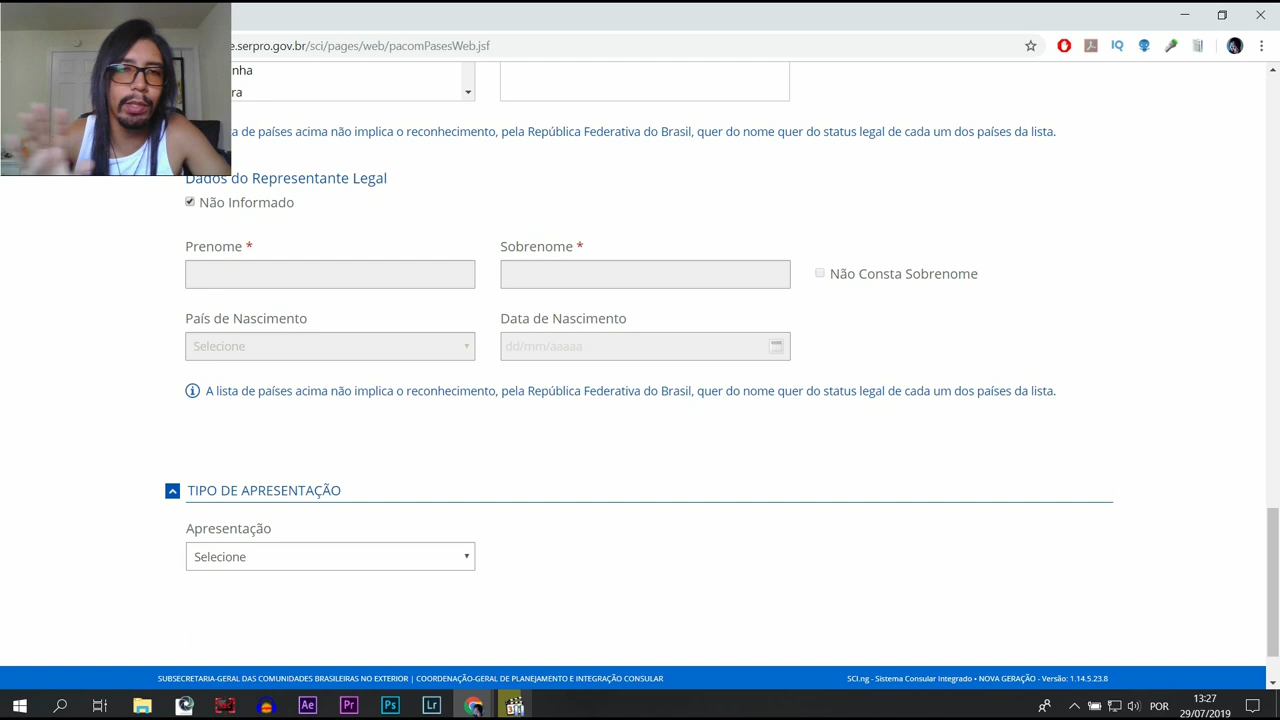 e.serpro.gov.br/sci/pages/web/pacomPasesWeb.jsf
IQ
nha
ra
a de países acima não implica o reconhecimento, pela República Federativa do Brasil, quer do nome quer do status legal de cada um dos países da lista.
Dados do Representante Legal
Não Informado
Prenome *
Sobrenome *
Não Consta Sobrenome
País de Nascimento
Data de Nascimento
Selecione
dd/mm/aaaaa
A lista de países acima não implica o reconhecimento, pela República Federativa do Brasil, quer do nome quer do status legal de cada um dos países da lista.
TIPO DE APRESENTAÇÃO
Apresentação
Selecione
SUBSECRETARIA-GERAL DAS COMUNIDADES BRASILEIRAS NO EXTERIOR | COORDENAÇÃO-GERAL DE PLANEJAMENTO E INTEGRAÇÃO CONSULAR
SCI.ng - Sistema Consular Integrado • NOVA GERAÇÃO - Versão: 1.14.5.23.8
Ae
Pr
Ps
Lr
POR
13:27
29/07/2019